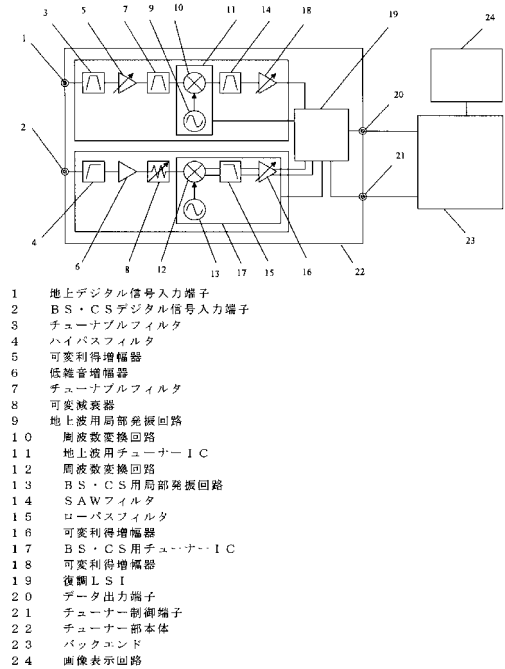 3 5 7 9 10 11 14 18 19 24
1
20
2
21
4 6 8 12 13 17 15 16 22 23
1 地上デジタル信号入力端子
2 BS・CSデジタル信号入力端子
3 チューナブルフィルタ
4 ハイパスフィルタ
5 可変利得増幅器
6 低雑音増幅器
7 チューナブルフィルタ
8 可変減衰器
9 地上波用局部発振回路
10 周波数変換回路
11 地上波用チューナーIC
12 周波数変換回路
13 BS・CS用局部発振回路
14 SAWフィルタ
15 ローパスフィルタ
16 可変利得増幅器
17 BS・CS用チューナーIC
18 可変利得増幅器
19 復調LSI
20 データ出力端子
21 チューナー制御端子
22 チューナー部本体
23 バックエンド
24 画像表示回路